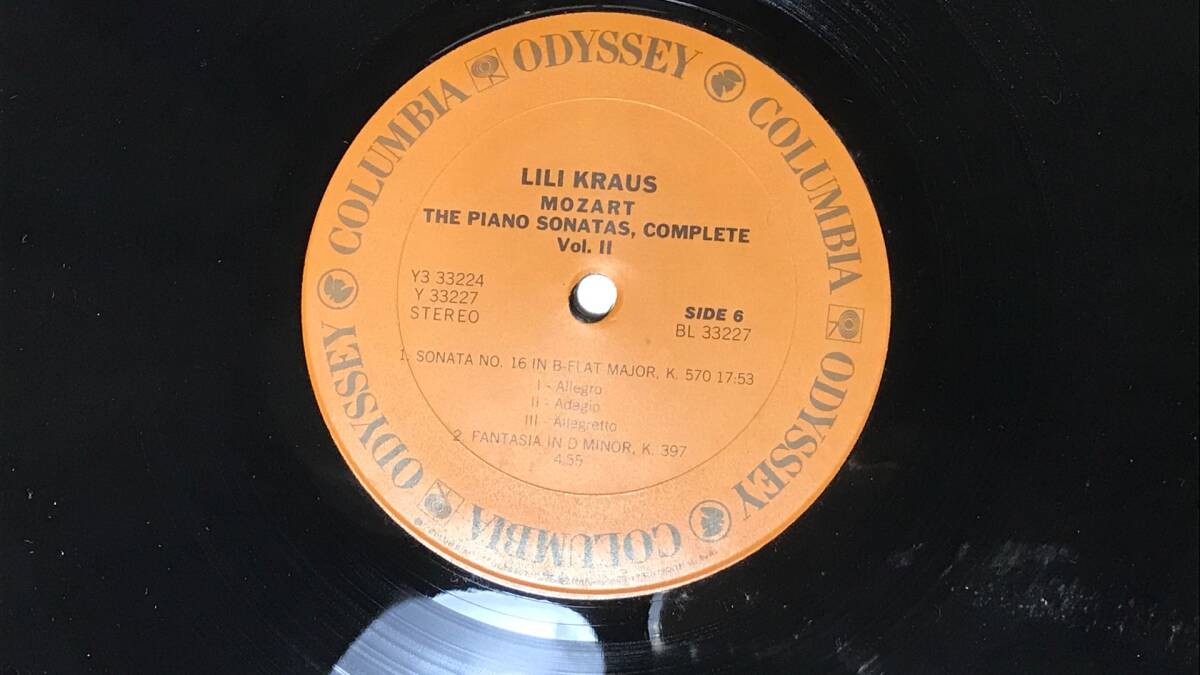 COLUMBIA ODYSSEY COLUMBIA ODYSSEY COLUMBIA ODYSSEY
LILI KRAUS
MOZART
THE PIANO SONATAS, COMPLETE
Vol. II
Y3 33224
Y 33227
STEREO
SIDE 6
BL 33227
1. SONATA NO. 16 IN B-FLAT MAJOR, K. 570 17:53
I - Allegro
II - Adagio
III - Allegretto
2. FANTASIA IN D MINOR, K. 397
4:55